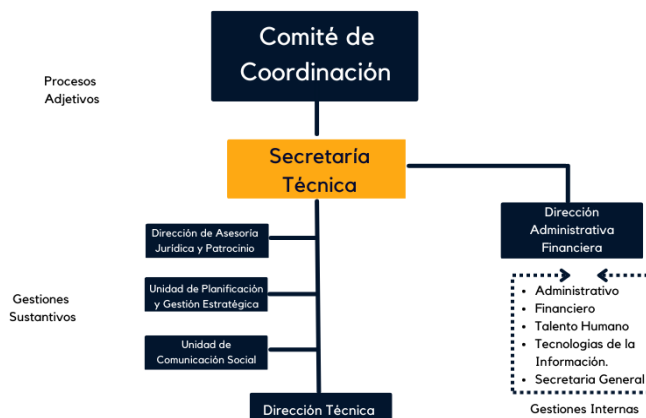 Comité de
Coordinación
Procesos
Adjetivos
Secretaría
Técnica
Dirección
Administrativa
Financiera
Dirección de Asesoría
Jurídica y Patrocinio
Unidad de Planificación
y Gestión Estratégica
Gestiones
Sustantivos
Unidad de
Comunicación Social
• Administrativo
• Financiero
• Talento Humano
• Tecnologias de la
Información.
• Secretaria General
Dirección Técnica
Gestiones Internas